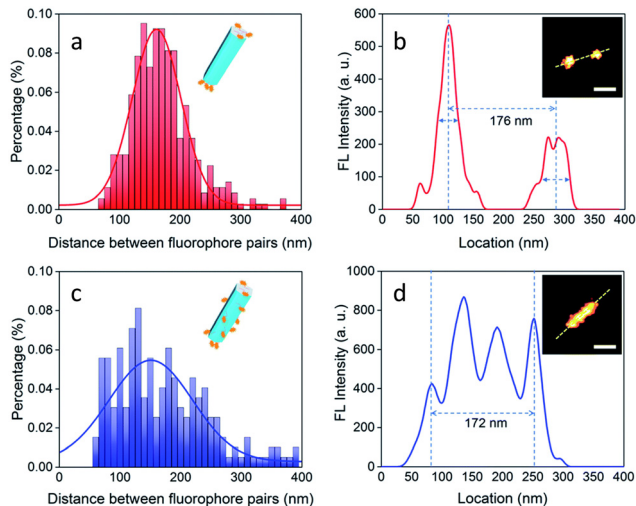 a
Percentage (%)
0.10
0.08
0.06
0.04
0.02
0.00
0 100 200 300 400
Distance between fluorophore pairs (nm)
b
FL Intensity (a. u.)
600
500
400
300
200
100
0
176 nm
0 50 100 150 200 250 300 350
Location (nm)
c
Percentage (%)
0.10
0.08
0.06
0.04
0.02
0.00
0 100 200 300 400
Distance between fluorophore pairs (nm)
d
FL Intensity (a. u.)
1000
800
600
400
200
0
172 nm
0 50 100 150 200 250 300 350
Location (nm)